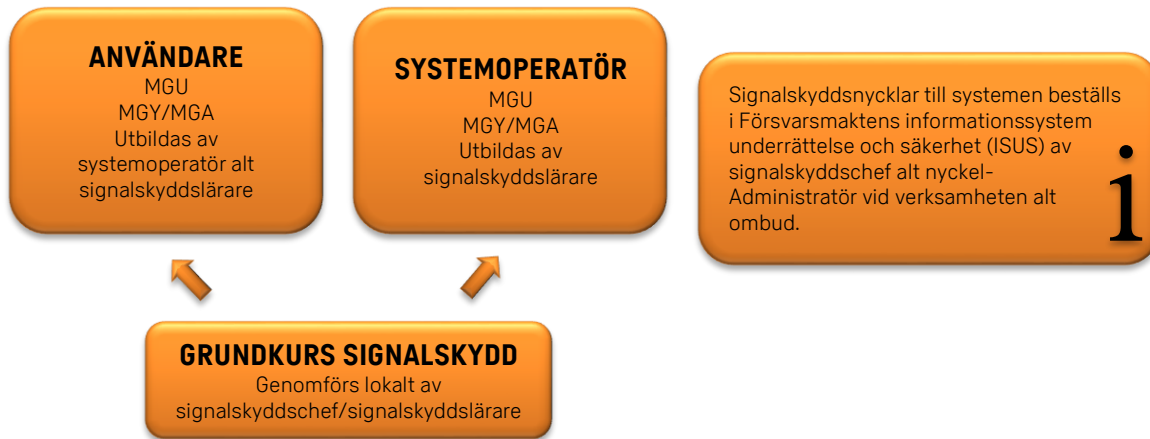 ANVÄNDARE
MGU
MGY/MGA
Utbildas av
systemoperatör alt
signalskyddslärare
SYSTEMOPERATÖR
MGU
MGY/MGA
Utbildas av
signalskyddslärare
Signalskyddsnycklar till systemen beställs
i Försvarsmaktens informationssystem
underrättelse och säkerhet (ISUS) av
signalskyddschef alt nyckel-
Administratör vid verksamheten alt
ombud.
i
GRUNDKURS SIGNALSKYDD
Genomförs lokalt av
signalskyddschef/signalskyddslärare